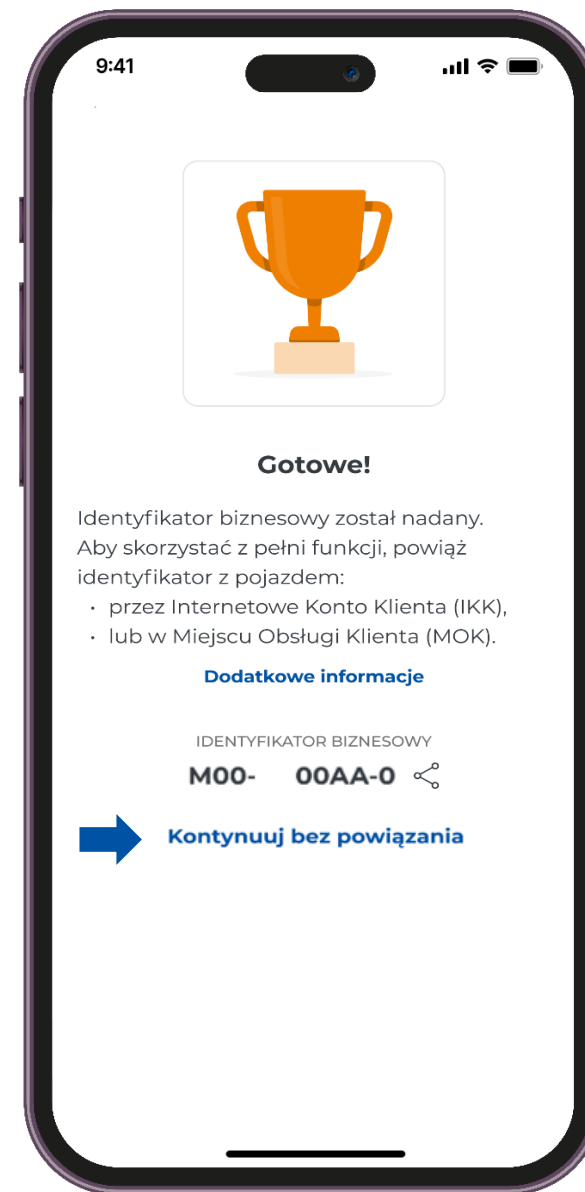 9:41
Gotowe!
Identyfikator biznesowy został nadany.
Aby skorzystać z pełni funkcji, powiąż
identyfikator z pojazdem:
• przez Internetowe Konto Klienta (IKK),
• lub w Miejscu Obsługi Klienta (MOK).
Dodatkowe informacje
IDENTYFIKATOR BIZNESOWY
M00- 00AA-0
Kontynuuj bez powiązania